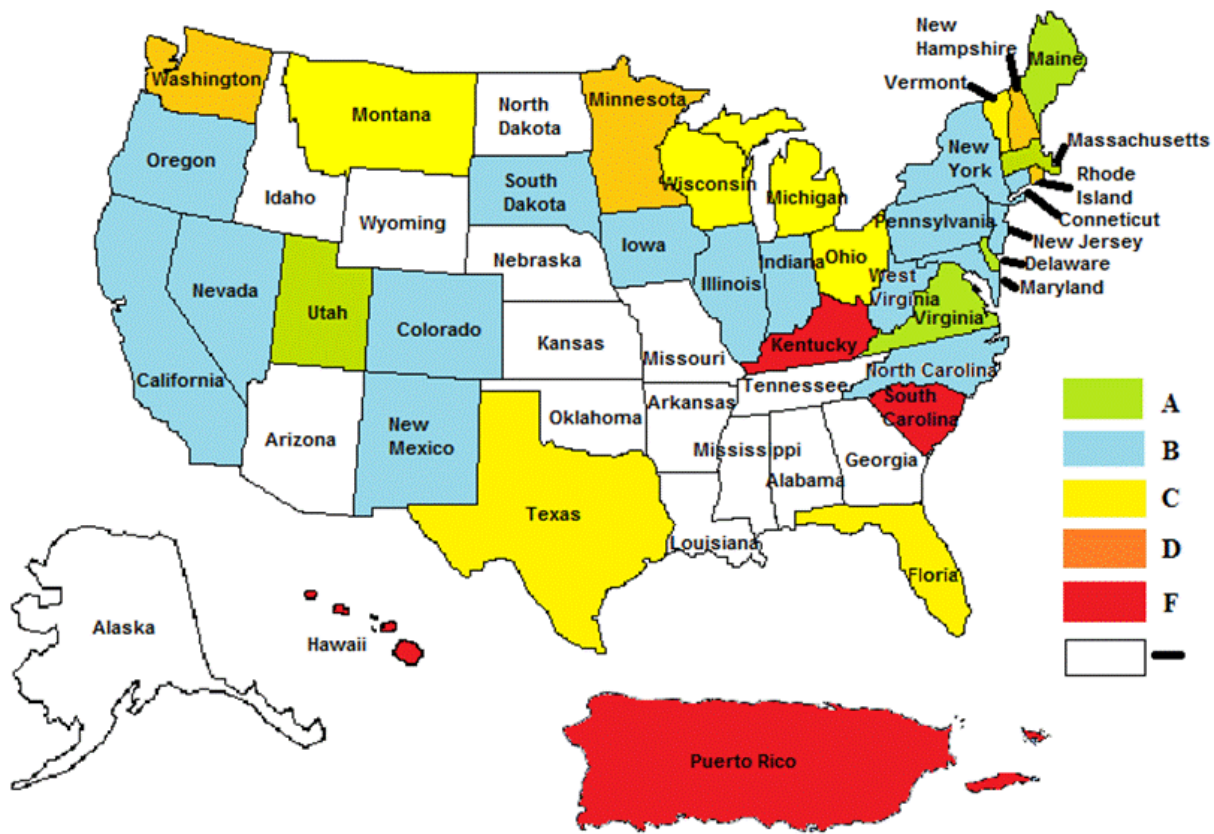 New
Hampshire
Maine
Vermont
Washington
Montana
North
Dakota
Minnesota
Massachusetts
Oregon
New
York
Rhode
Island
Conneticut
Wisconsin
Michigan
South
Dakota
Idaho
Wyoming
Pennsylvania
New Jersey
Iowa
Nebraska
Indiana
Ohio
Delaware
Maryland
West
Virginia
Illinois
Nevada
Utah
Colorado
Virginia
Kansas
Kentucky
Missouri
California
North Carolina
Tennessee
South
Carolina
Arkansas
Oklahoma
New
Mexico
Arizona
Mississippi
Georgia
Alabama
Texas
Louisiana
Floria
Alaska
Hawaii
Puerto Rico
A
B
C
D
F